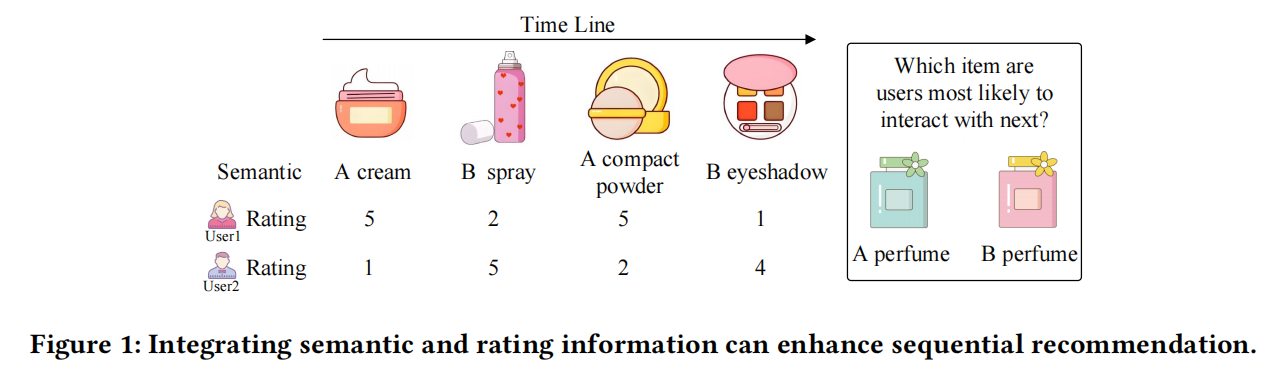 Time Line
Which item are
users most likely to
interact with next?
Semantic A cream B spray A compact powder B eyeshadow
User1 Rating 5 2 5 1
User2 Rating 1 5 2 4
A perfume B perfume
Figure 1: Integrating semantic and rating information can enhance sequential recommendation.